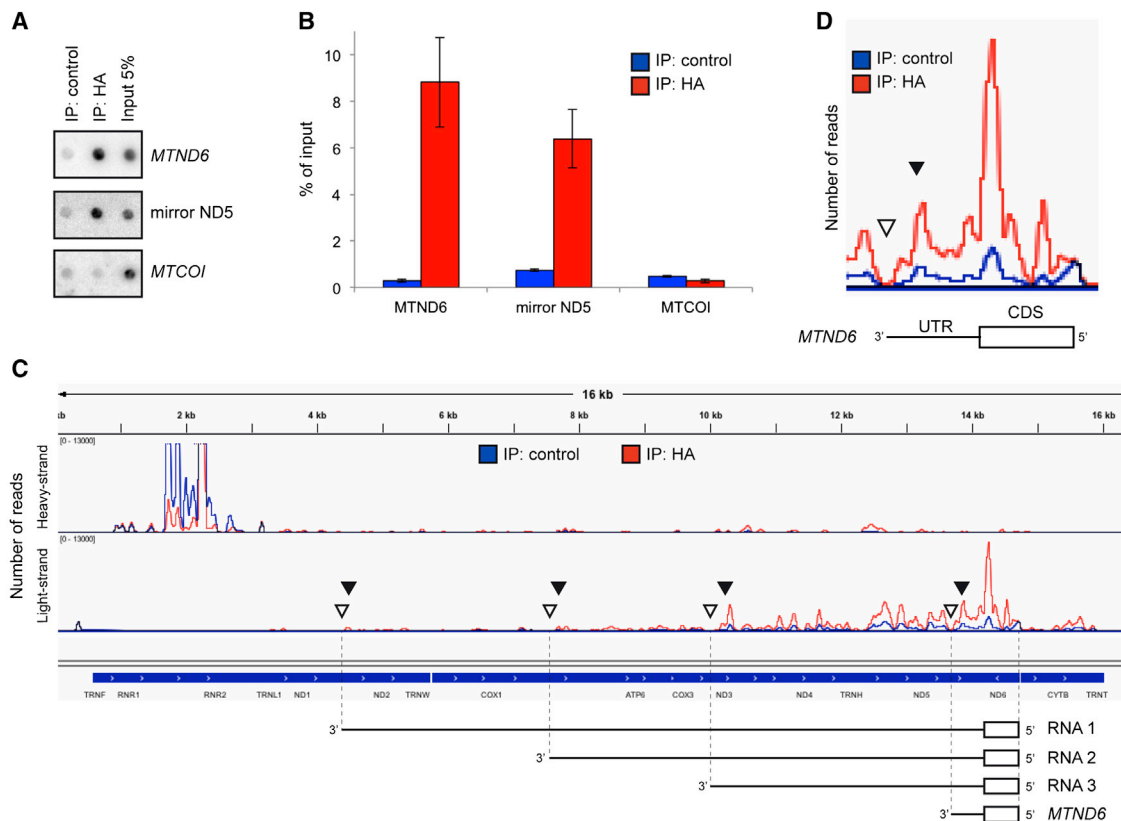 A
IP: control
IP: HA
Input 5%
MTND6
mirror ND5
MTCOI
B
% of input
10
8
6
4
2
0
IP: control
IP: HA
MTND6
mirror ND5
MTCOI
D
IP: control
IP: HA
Number of reads
CDS
UTR
MTND6
3'
5'
C
16 kb
kb
2 kb
4 kb
6 kb
8 kb
10 kb
12 kb
14 kb
16 kb
[0 - 13000]
IP: control
IP: HA
Number of reads
Heavy-strand
[0 - 13000]
Light-strand
TRNF RNR1 RNR2 TRNL1 ND1 ND2 TRNW COX1 ATP6 COX3 ND3 ND4 TRNH ND5 ND6 CYTB TRNT
3' 5' RNA 1
3' 5' RNA 2
3' 5' RNA 3
3' 5' MTND6